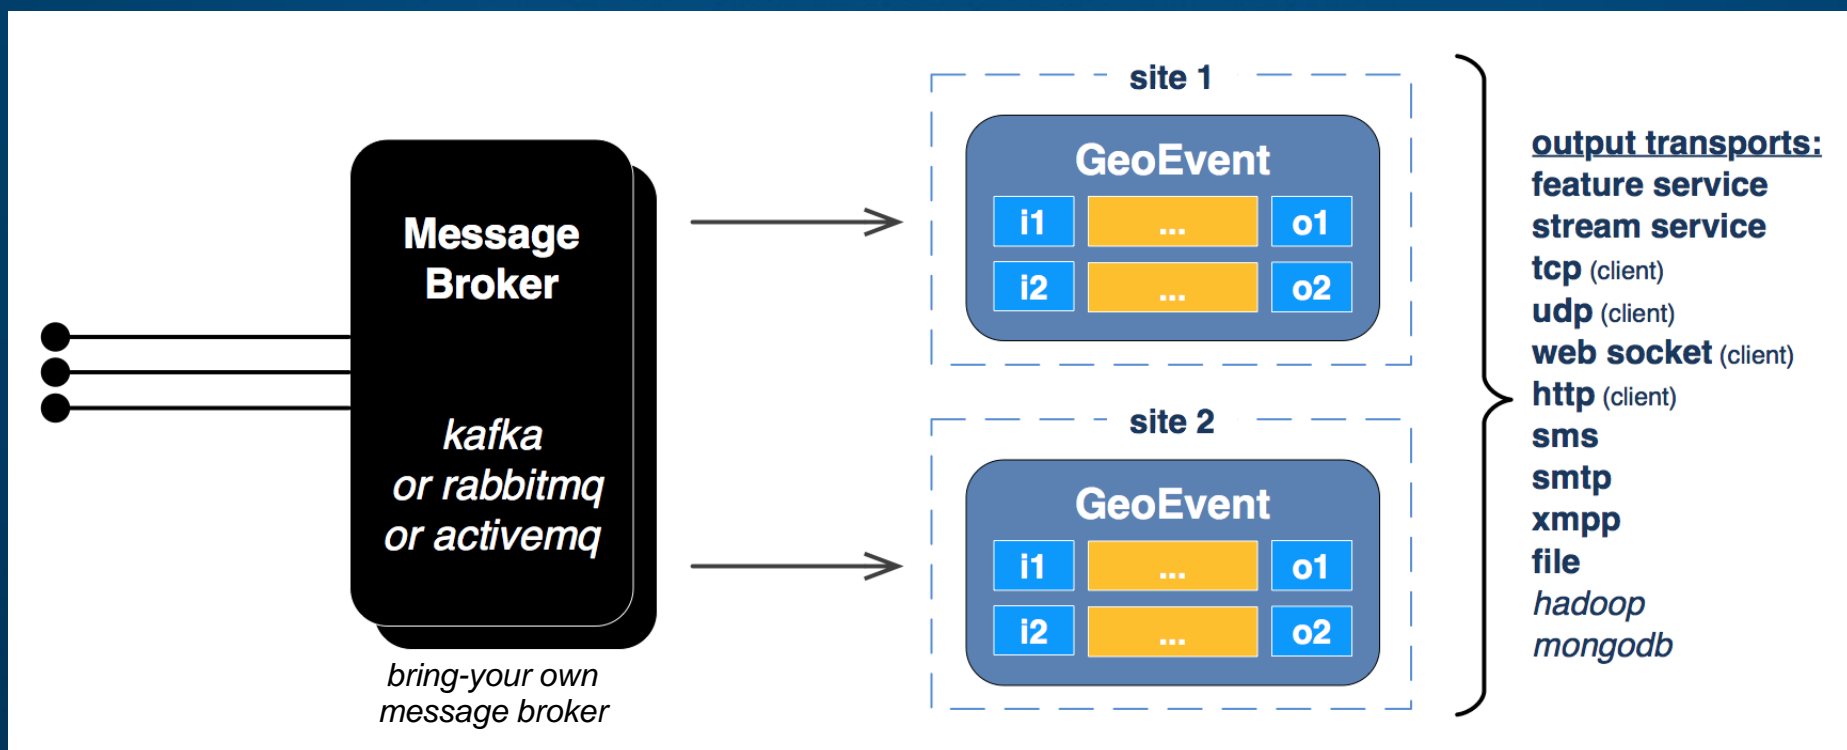 Message
Broker
kafka
or rabbitmq
or activemq
bring-your own
message broker
site 1
GeoEvent
i1 ... o1
i2 ... o2
site 2
GeoEvent
i1 ... o1
i2 ... o2
output transports:
feature service
stream service
tcp (client)
udp (client)
web socket (client)
http (client)
sms
smtp
xmpp
file
hadoop
mongodb